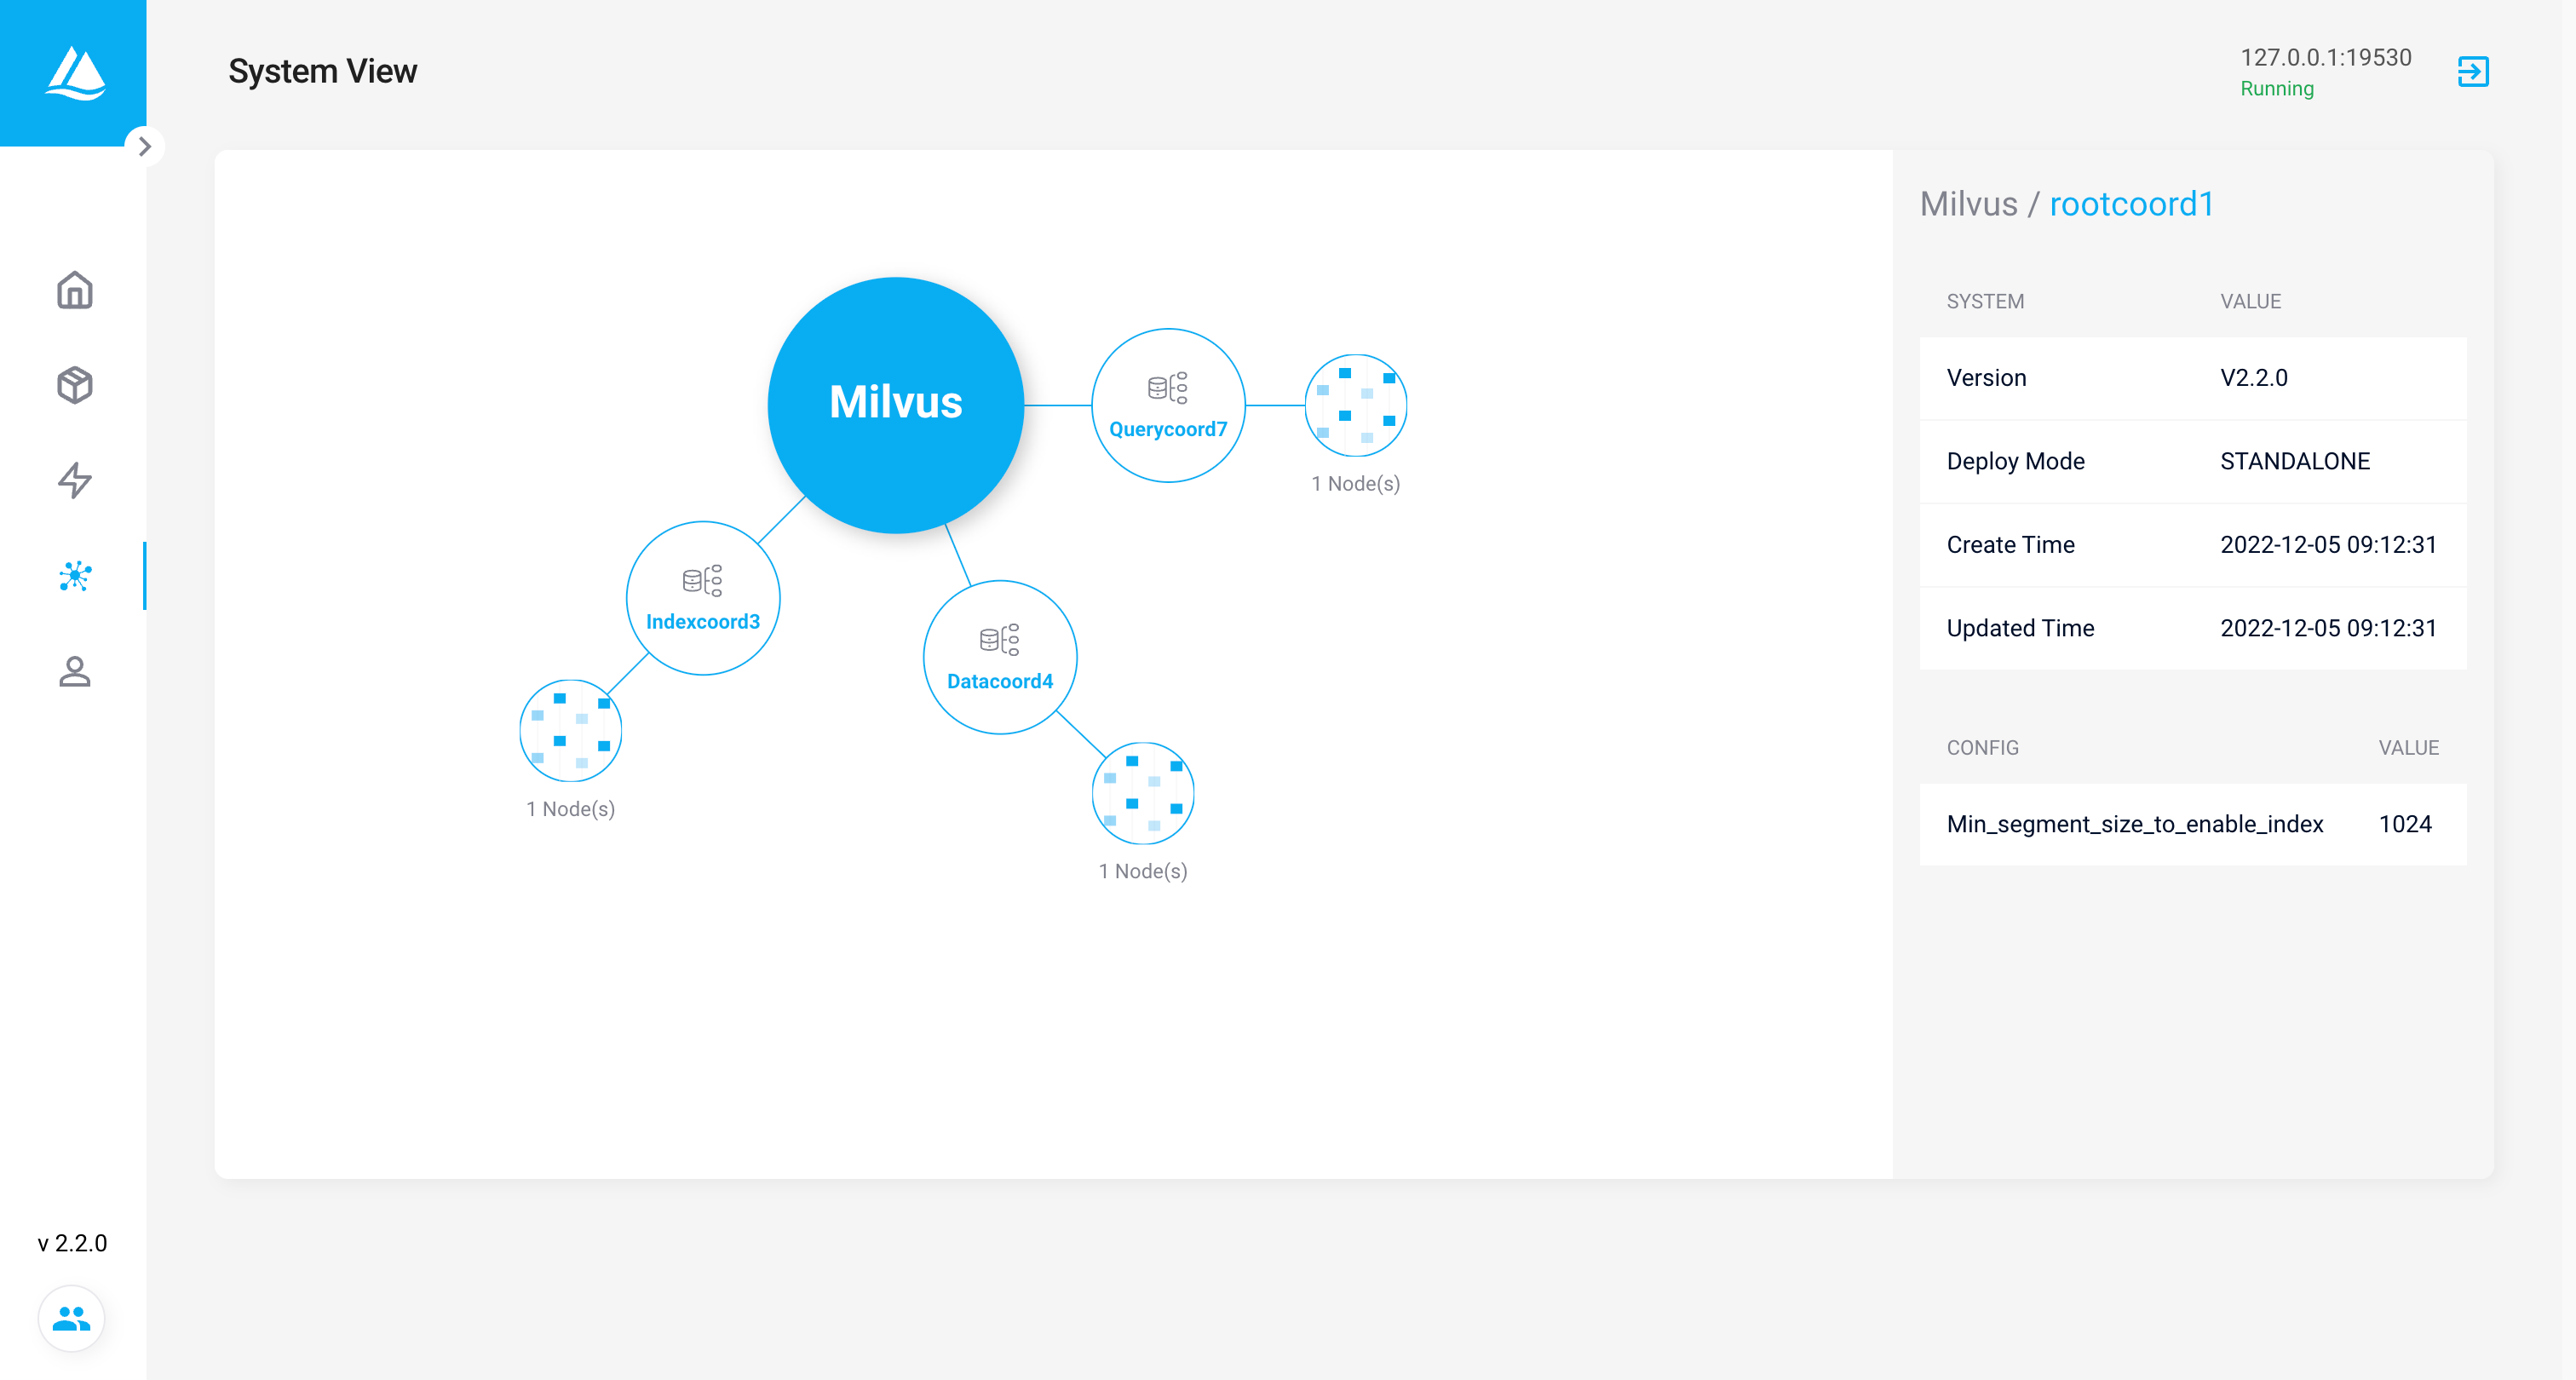 System View
127.0.0.1:19530
Running
Milvus
Querycoord7
1 Node(s)
Indexcoord3
1 Node(s)
Datacoord4
1 Node(s)
Milvus / rootcoord1
SYSTEM VALUE
Version V2.2.0
Deploy Mode STANDALONE
Create Time 2022-12-05 09:12:31
Updated Time 2022-12-05 09:12:31
CONFIG VALUE
Min_segment_size_to_enable_index 1024
v 2.2.0